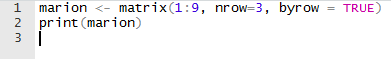 1 marion <- matrix(1:9, nrow=3, byrow = TRUE)
2 print(marion)
3